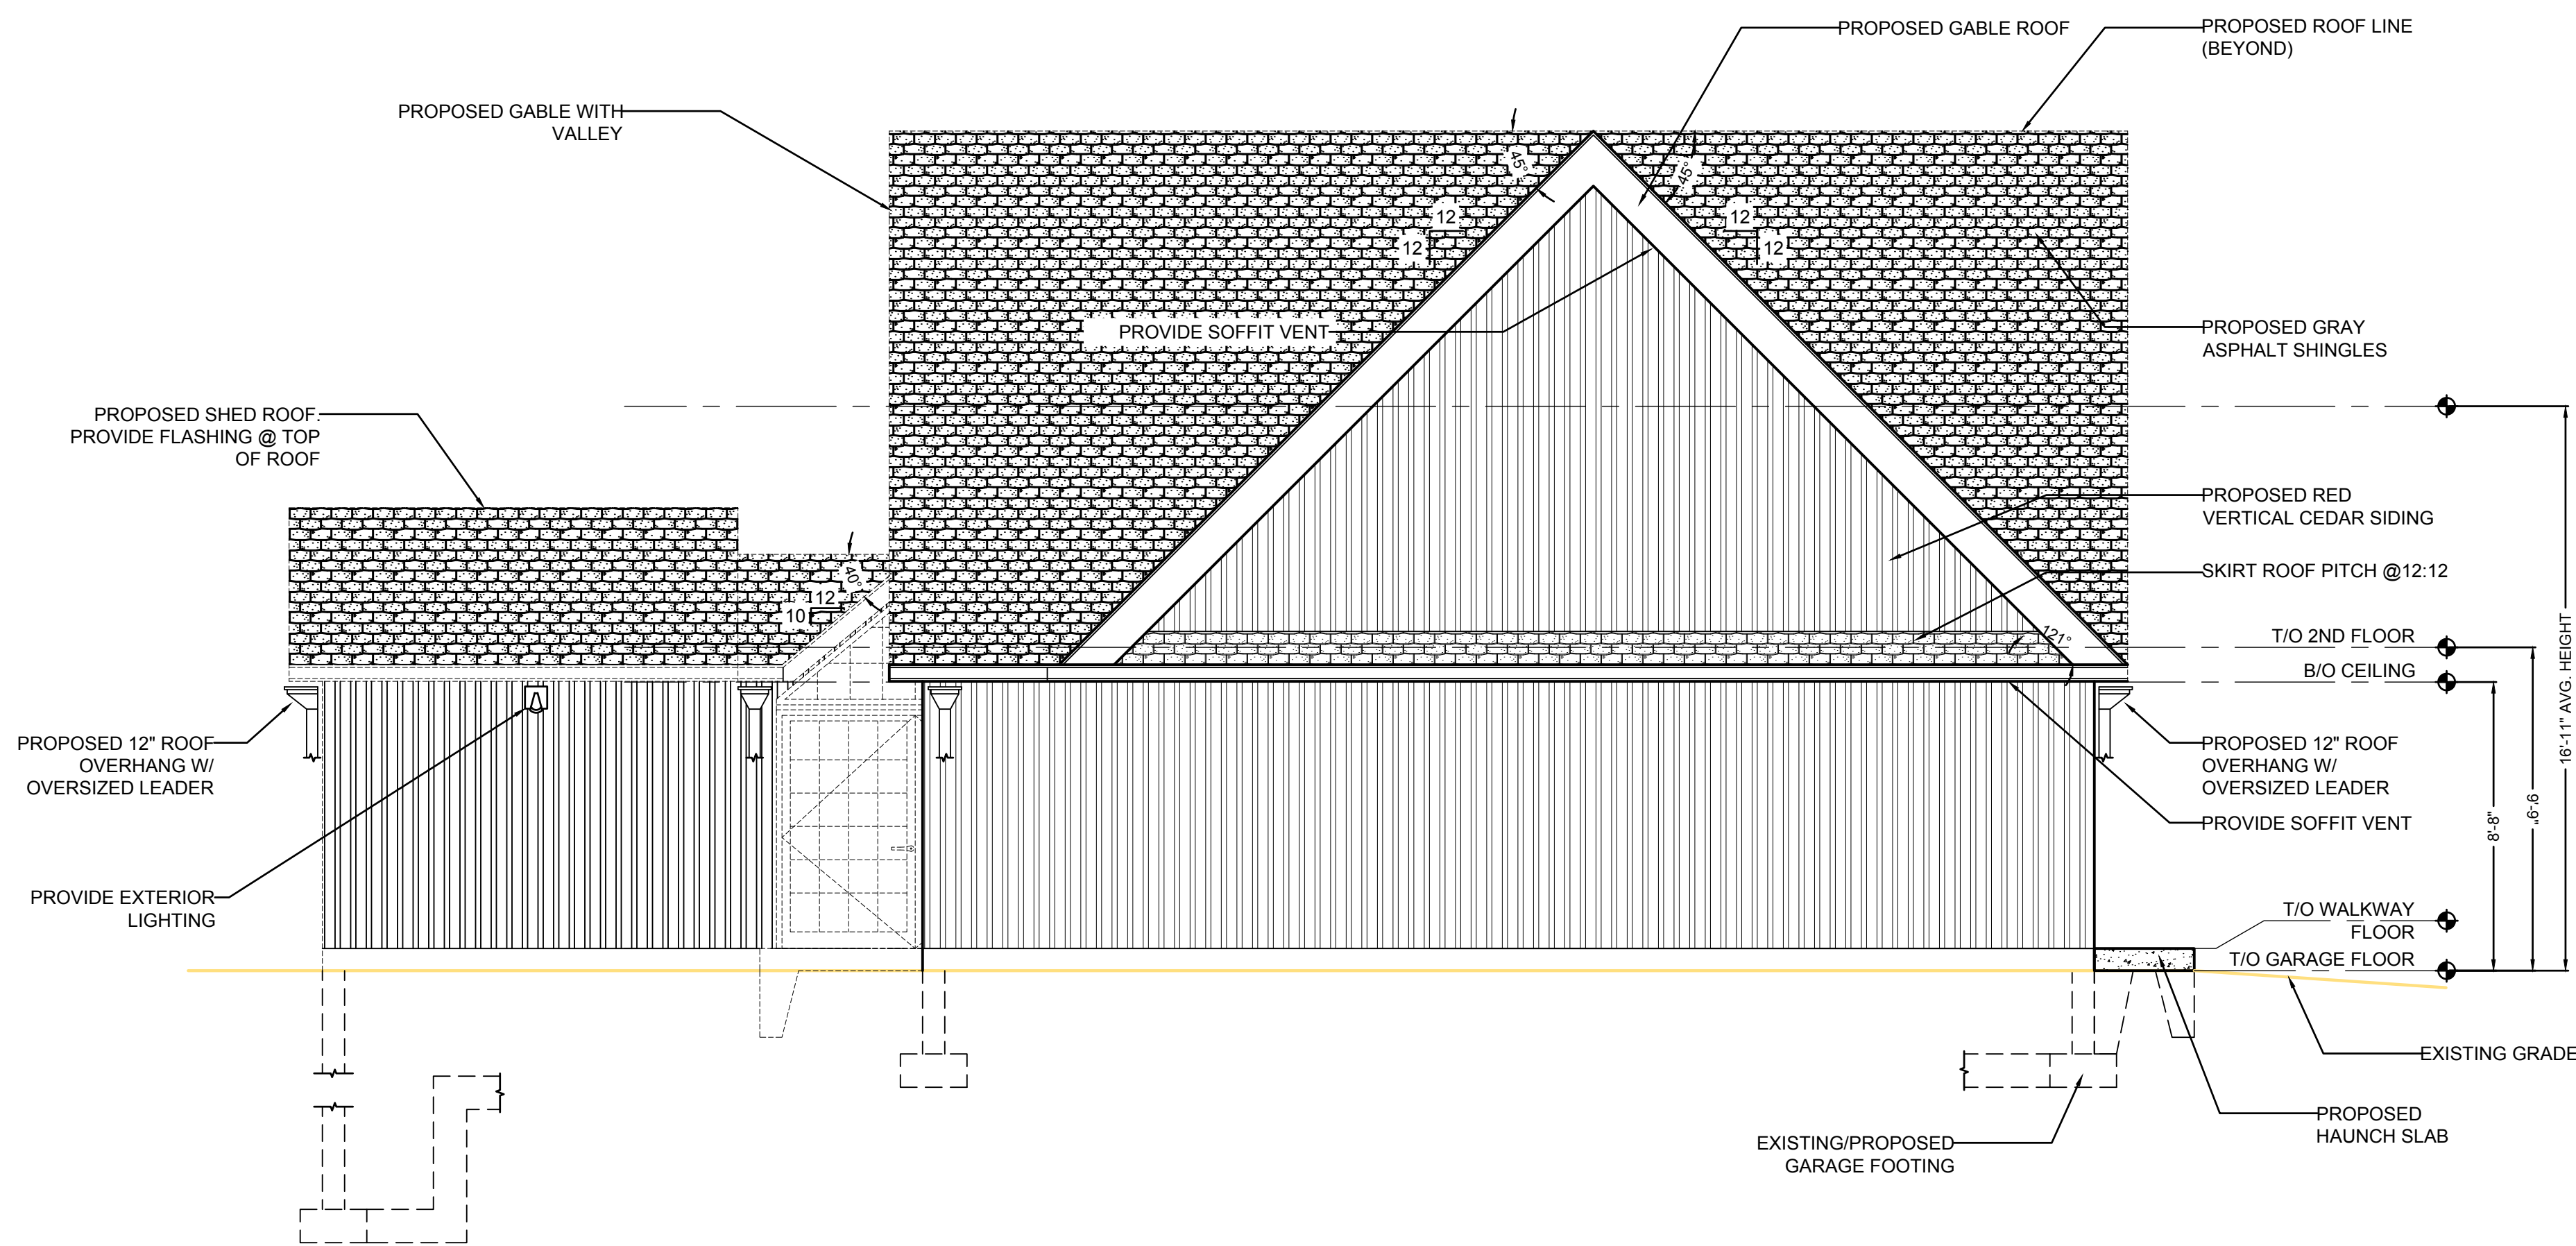 PROPOSED GABLE ROOF
PROPOSED ROOF LINE
(BEYOND)
PROPOSED GABLE WITH
VALLEY
45°
45°
12
12
12
12
PROVIDE SOFFIT VENT
PROPOSED GRAY
ASPHALT SHINGLES
PROPOSED SHED ROOF.
PROVIDE FLASHING @ TOP
OF ROOF
PROPOSED RED
VERTICAL CEDAR SIDING
40°
12
10
SKIRT ROOF PITCH @12:12
121°
T/O 2ND FLOOR
B/O CEILING
16'-11" AVG. HEIGHT
PROPOSED 12" ROOF
OVERHANG W/
OVERSIZED LEADER
PROPOSED 12" ROOF
OVERHANG W/
OVERSIZED LEADER
9'-9"
8'-8"
PROVIDE SOFFIT VENT
PROVIDE EXTERIOR
LIGHTING
T/O WALKWAY
FLOOR
T/O GARAGE FLOOR
EXISTING GRADE
PROPOSED
HAUNCH SLAB
EXISTING/PROPOSED
GARAGE FOOTING